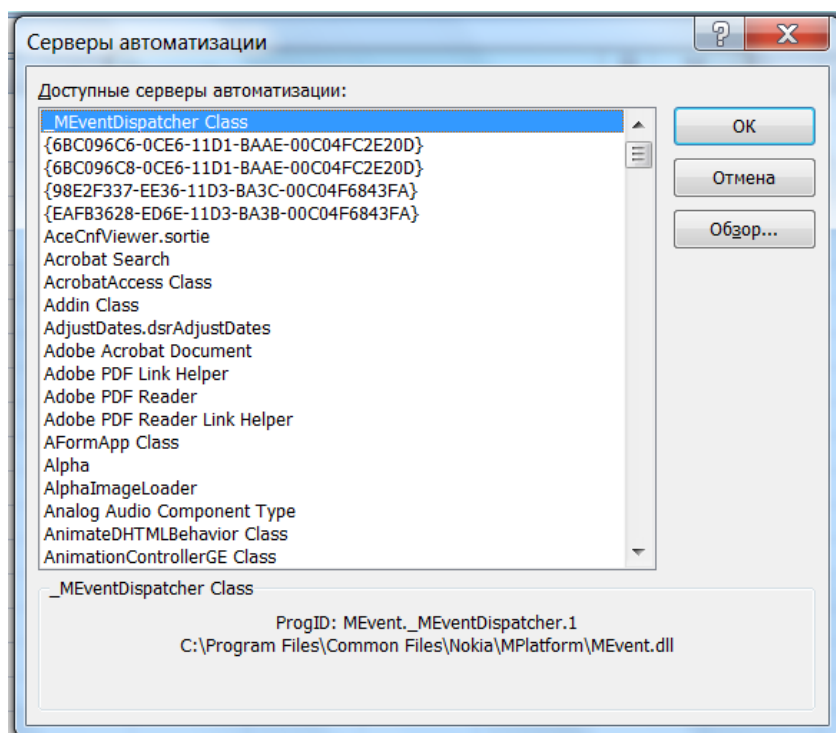 Серверы автоматизации
Доступные серверы автоматизации:
_MEventDispatcher Class
{6BC096C6-0CE6-11D1-BAAE-00C04FC2E20D}
{6BC096C8-0CE6-11D1-BAAE-00C04FC2E20D}
{98E2F337-EE36-11D3-BA3C-00C04F6843FA}
{EAFB3628-ED6E-11D3-BA3B-00C04F6843FA}
AceCnfViewer.sortie
Acrobat Search
AcrobatAccess Class
Addin Class
AdjustDates.dsrAdjustDates
Adobe Acrobat Document
Adobe PDF Link Helper
Adobe PDF Reader
Adobe PDF Reader Link Helper
AFormApp Class
Alpha
AlphaImageLoader
Analog Audio Component Type
AnimateDHTMLBehavior Class
AnimationControllerGE Class
ОК
Отмена
Обзор...
_MEventDispatcher Class
ProgID: MEvent._MEventDispatcher.1
C:\Program Files\Common Files\Nokia\MPlatform\MEvent.dll